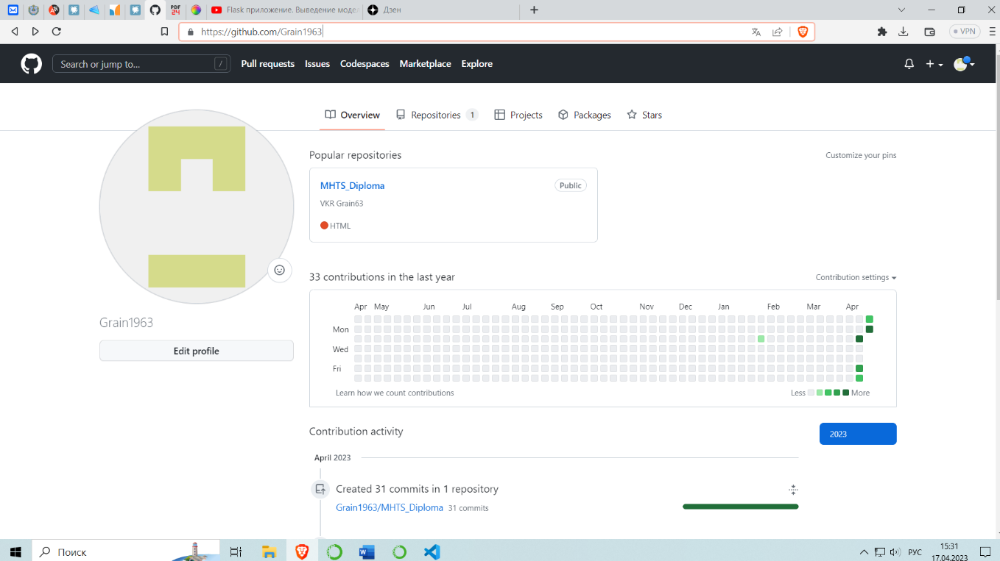 PDF 24
Flask приложение. Выведение модел
Дзен
https://github.com/Grain1963
VPN
Search or jump to... /
Pull requests Issues Codespaces Marketplace Explore
Overview Repositories 1 Projects Packages Stars
Popular repositories
Customize your pins
MHTS_Diploma
Public
VKR Grain63
HTML
Grain1963
Edit profile
33 contributions in the last year
Contribution settings
Apr May Jun Jul Aug Sep Oct Nov Dec Jan Feb Mar Apr
Mon
Wed
Fri
Learn how we count contributions
Less More
Contribution activity
2023
April 2023
Created 31 commits in 1 repository
Grain1963/MHTS_Diploma 31 commits
Поиск
W
РУС
15:31
17.04.2023